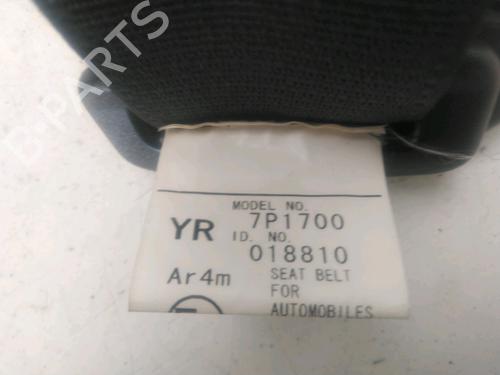 B-PARTS
MODEL NO.
YR 7P1700
ID. NO.
018810
Ar4m SEAT BELT
FOR
AUTOMOBILES